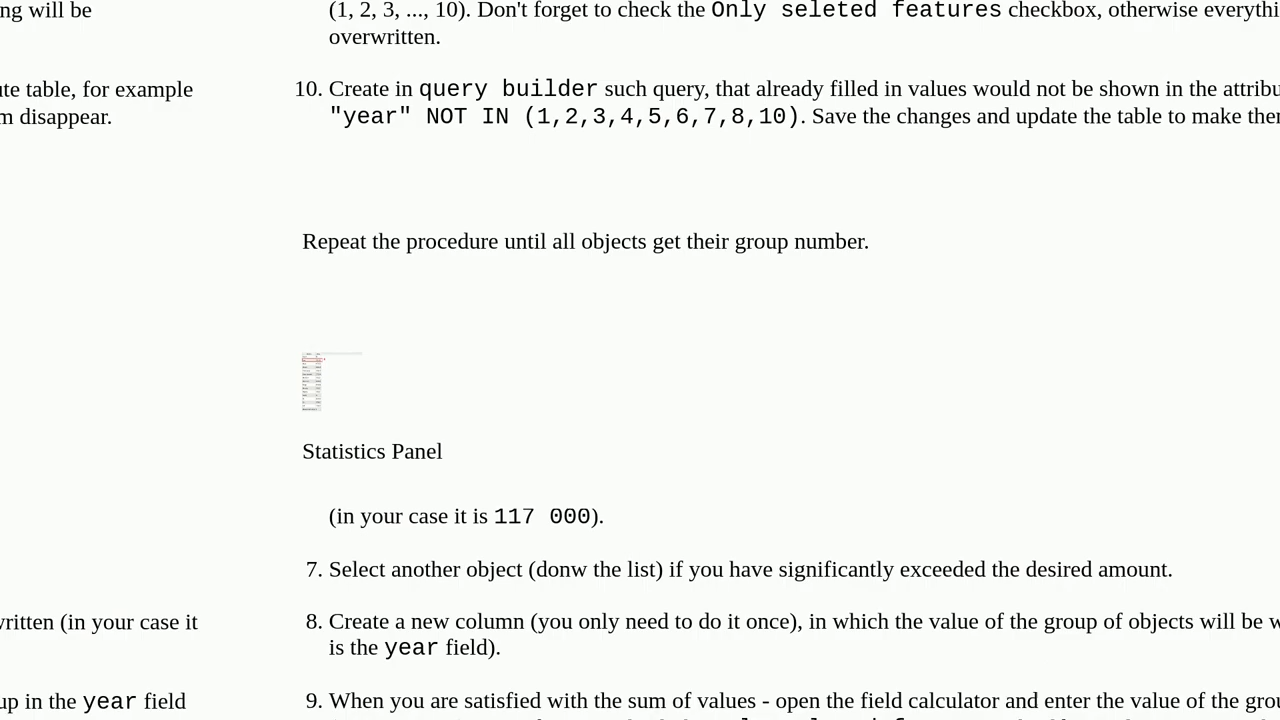 ng will be
te table, for example
m disappear.
written (in your case it
up in the year field
(1, 2, 3, ..., 10). Don't forget to check the Only seleted features checkbox, otherwise everythi
overwritten.
10. Create in query builder such query, that already filled in values would not be shown in the attribu
"year" NOT IN (1,2,3,4,5,6,7,8,10). Save the changes and update the table to make ther
Repeat the procedure until all objects get their group number.
Statistics Panel
(in your case it is 117 000).
7. Select another object (donw the list) if you have significantly exceeded the desired amount.
8. Create a new column (you only need to do it once), in which the value of the group of objects will be w
is the year field).
9. When you are satisfied with the sum of values - open the field calculator and enter the value of the grou